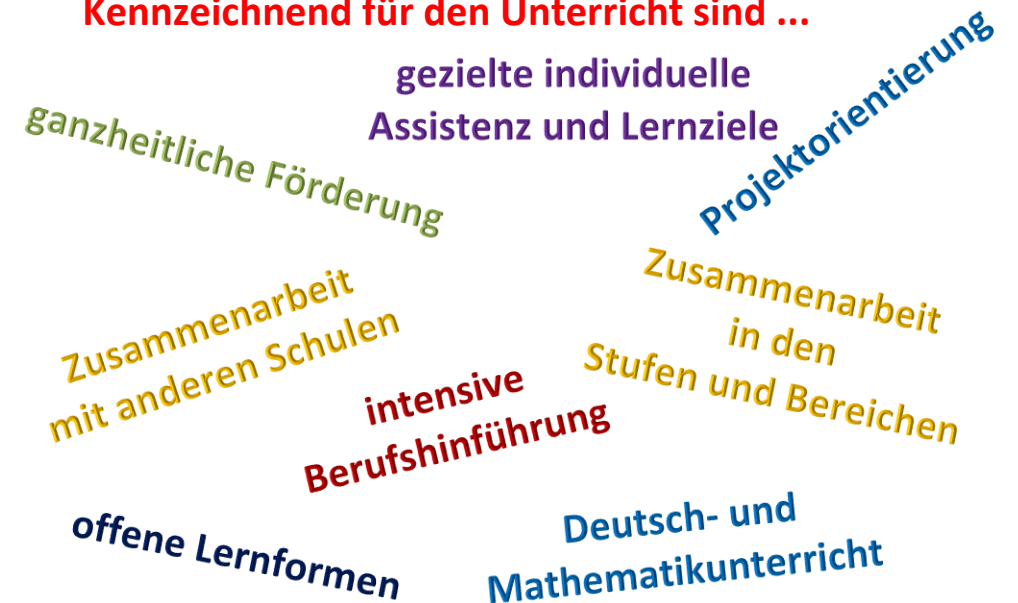 Kennzeichnend für den Unterricht sind ...
gezielte individuelle
Assistenz und Lernziele
Projektorientierung
ganzheitliche Förderung
Zusammenarbeit
mit anderen Schulen
Zusammenarbeit
in den
Stufen und Bereichen
intensive
Berufshinführung
offene Lernformen
Deutsch- und
Mathematikunterricht